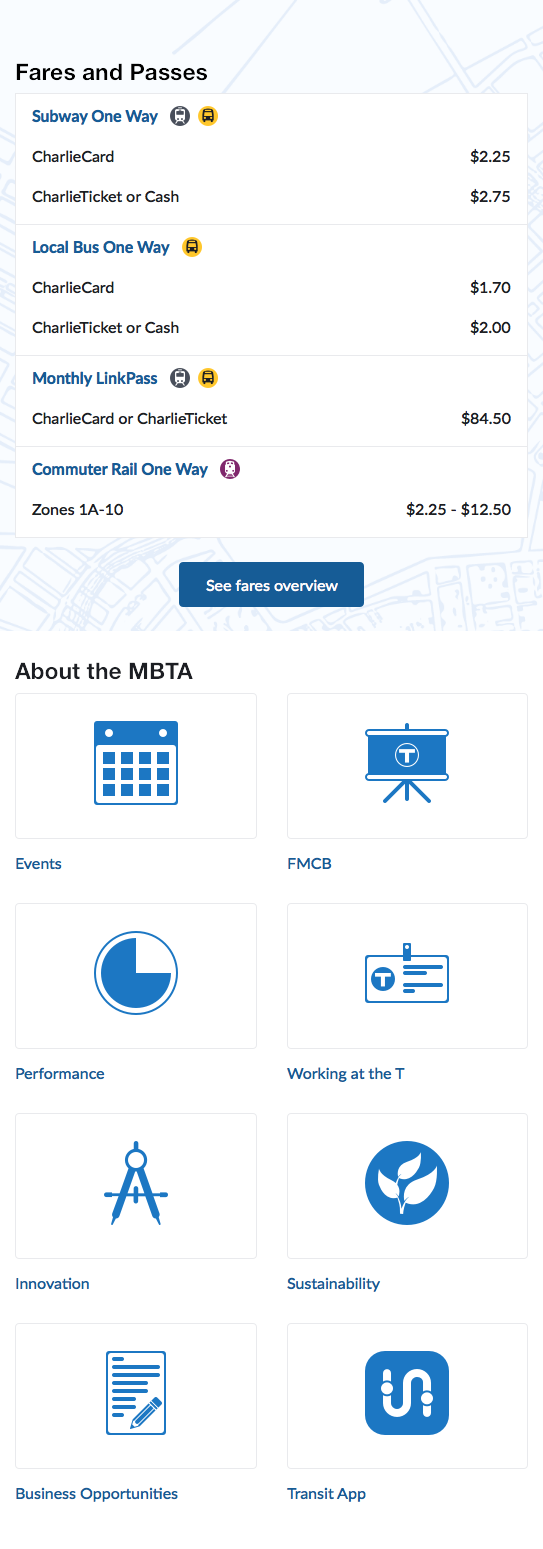 Fares and Passes
Subway One Way
CharlieCard $2.25
CharlieTicket or Cash $2.75
Local Bus One Way
CharlieCard $1.70
CharlieTicket or Cash $2.00
Monthly LinkPass
CharlieCard or CharlieTicket $84.50
Commuter Rail One Way
Zones 1A-10 $2.25 - $12.50
See fares overview
About the MBTA
T
Events FMCB
T
Performance Working at the T
Innovation Sustainability
Business Opportunities Transit App